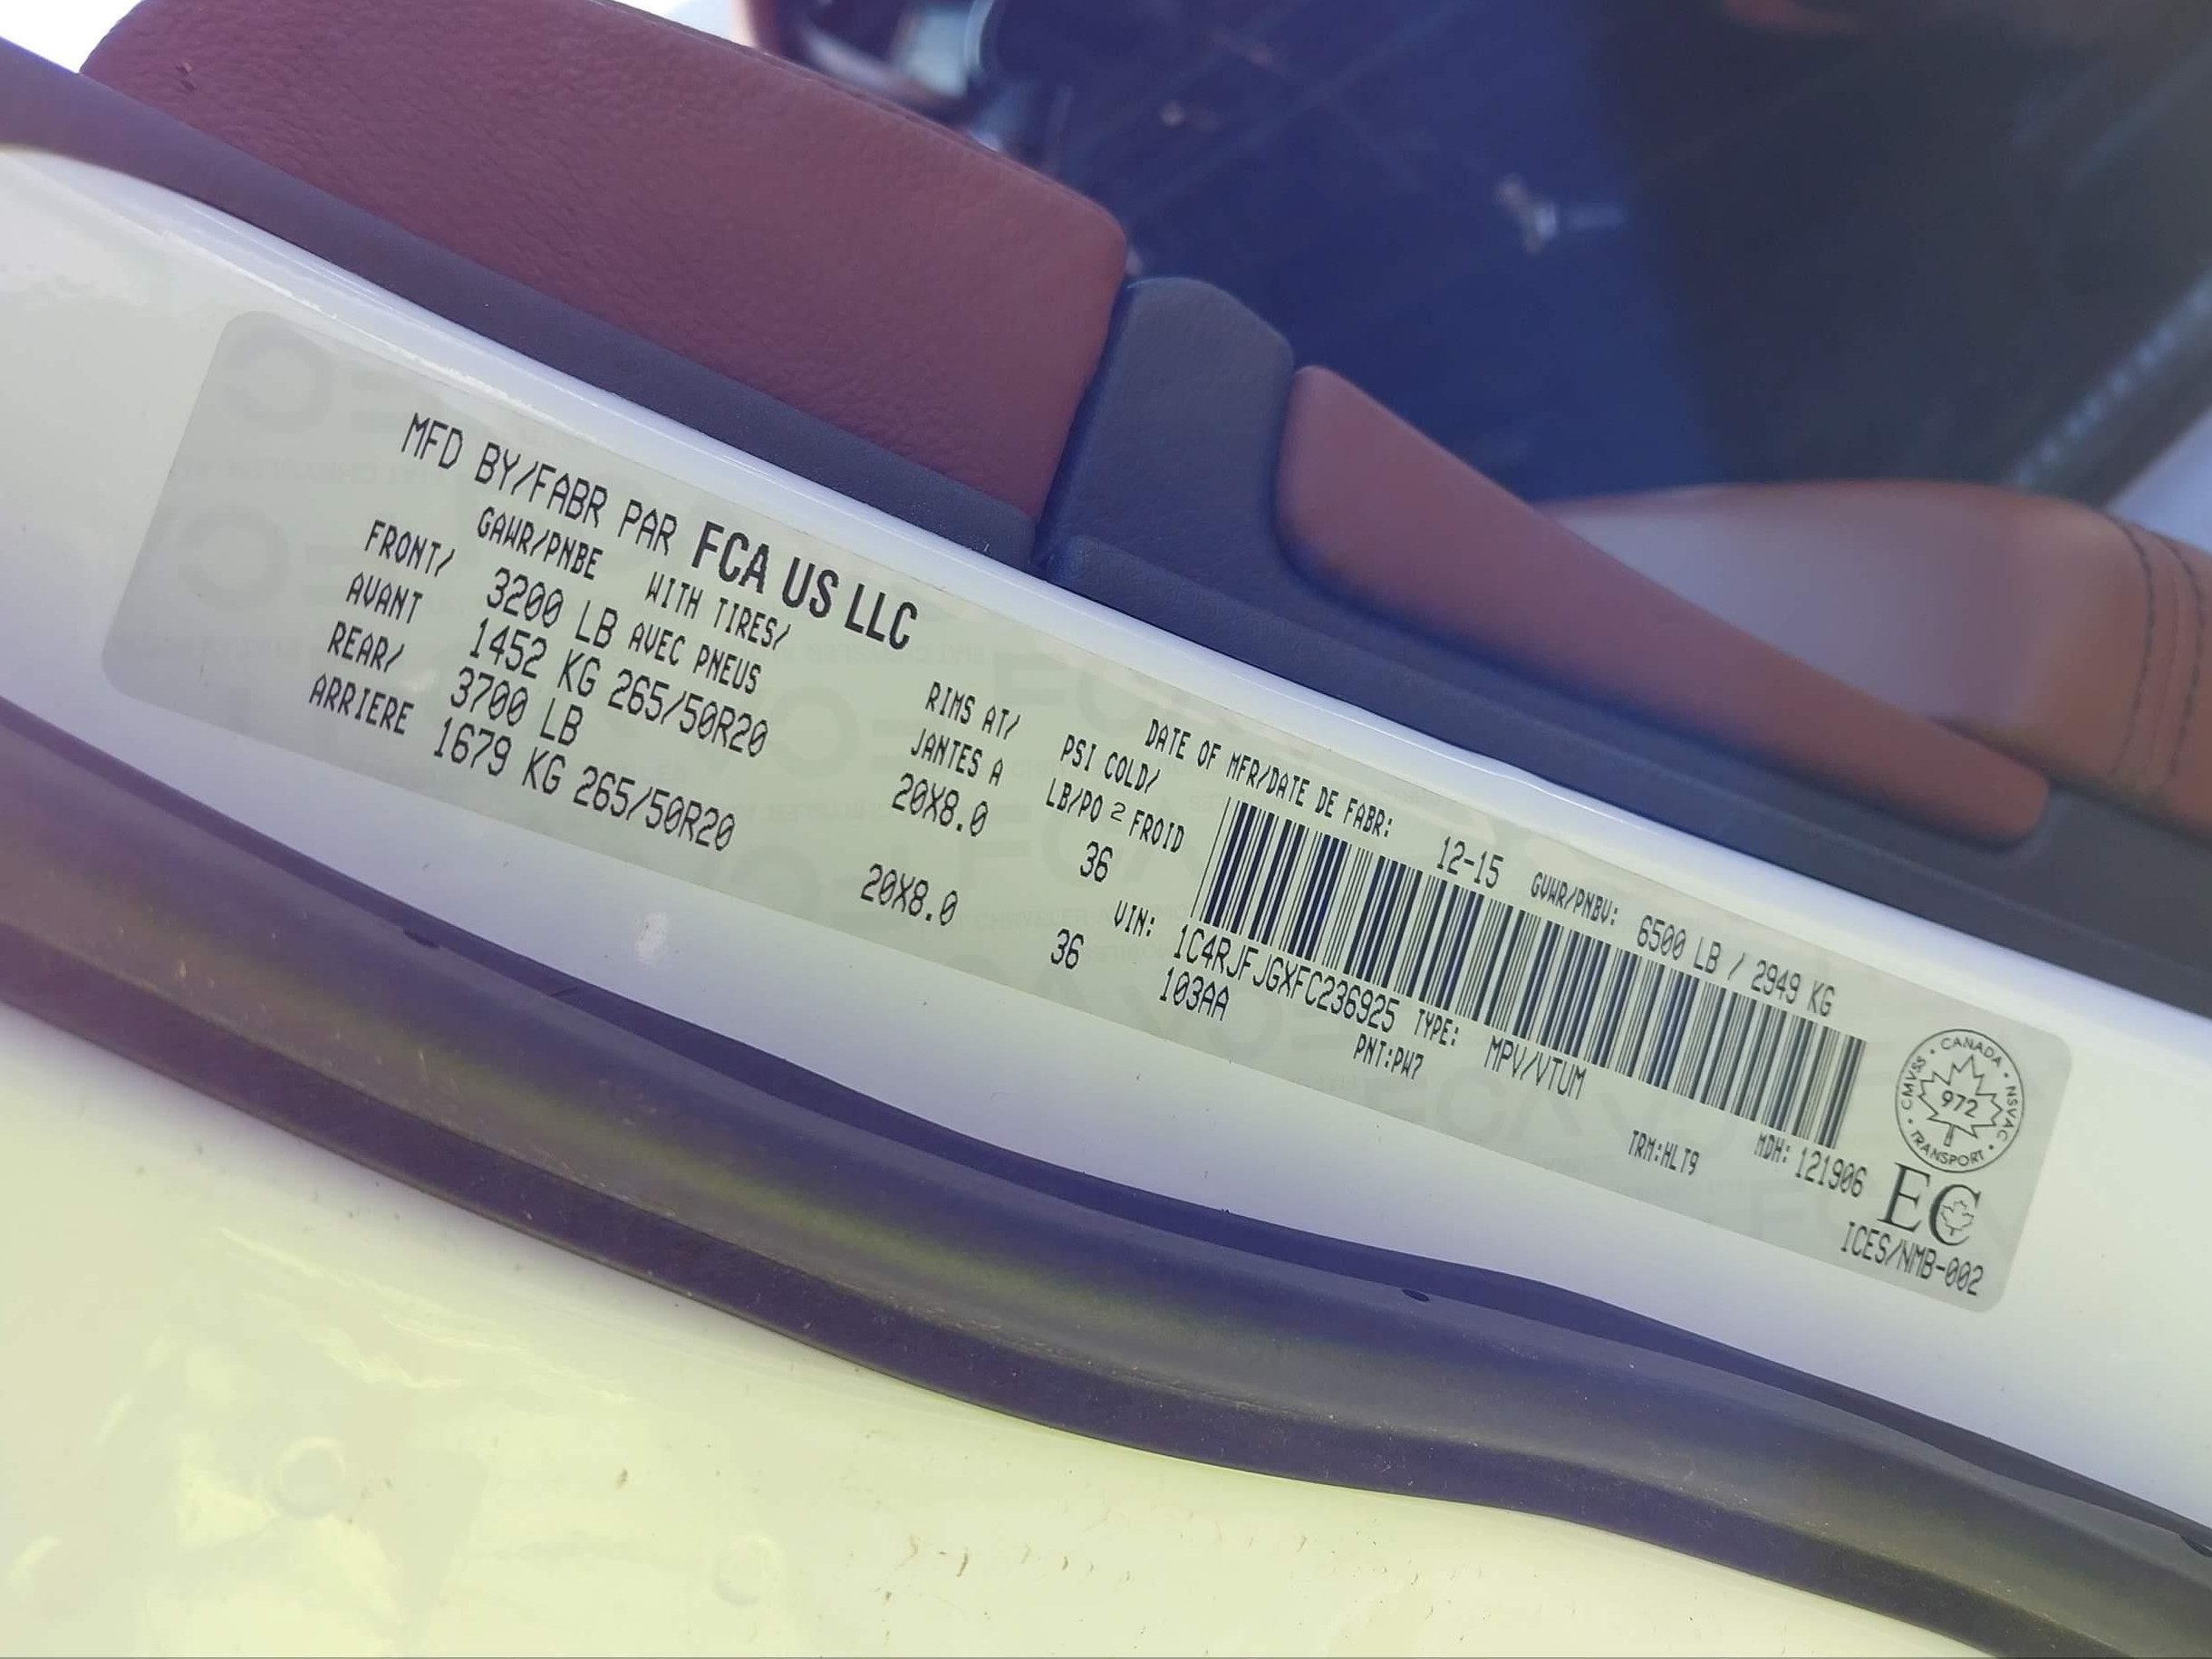 MFD BY/FABR PAR FCA US LLC
DATE OF MFR/DATE DE FABR: 12-15 GVWR/PNBV: 6500 LB / 2949 KG
GAWR/PNBE WITH TIRES/ RIMS AT/ PSI COLD/
AVEC PNEUS JANTES A LB/PO 2 FROID
FRONT/ 3200 LB
AVANT 1452 KG 265/50R20 20X8.0 36
REAR/ 3700 LB
ARRIERE 1679 KG 265/50R20 20X8.0 36
VIN: 1C4RJFJGXFC236925 TYPE: MPV/VTUM MDH: 121906
103AA PNT:PW7 TRM:HLT9
CANADA
CMVSS NSVAC
972
TRANSPORT
EC
ICES/NMB-002